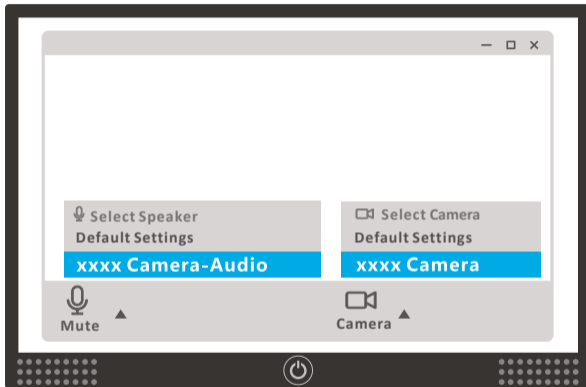 Select Speaker
Default Settings
xxxx Camera-Audio
Select Camera
Default Settings
xxxx Camera
Mute
Camera